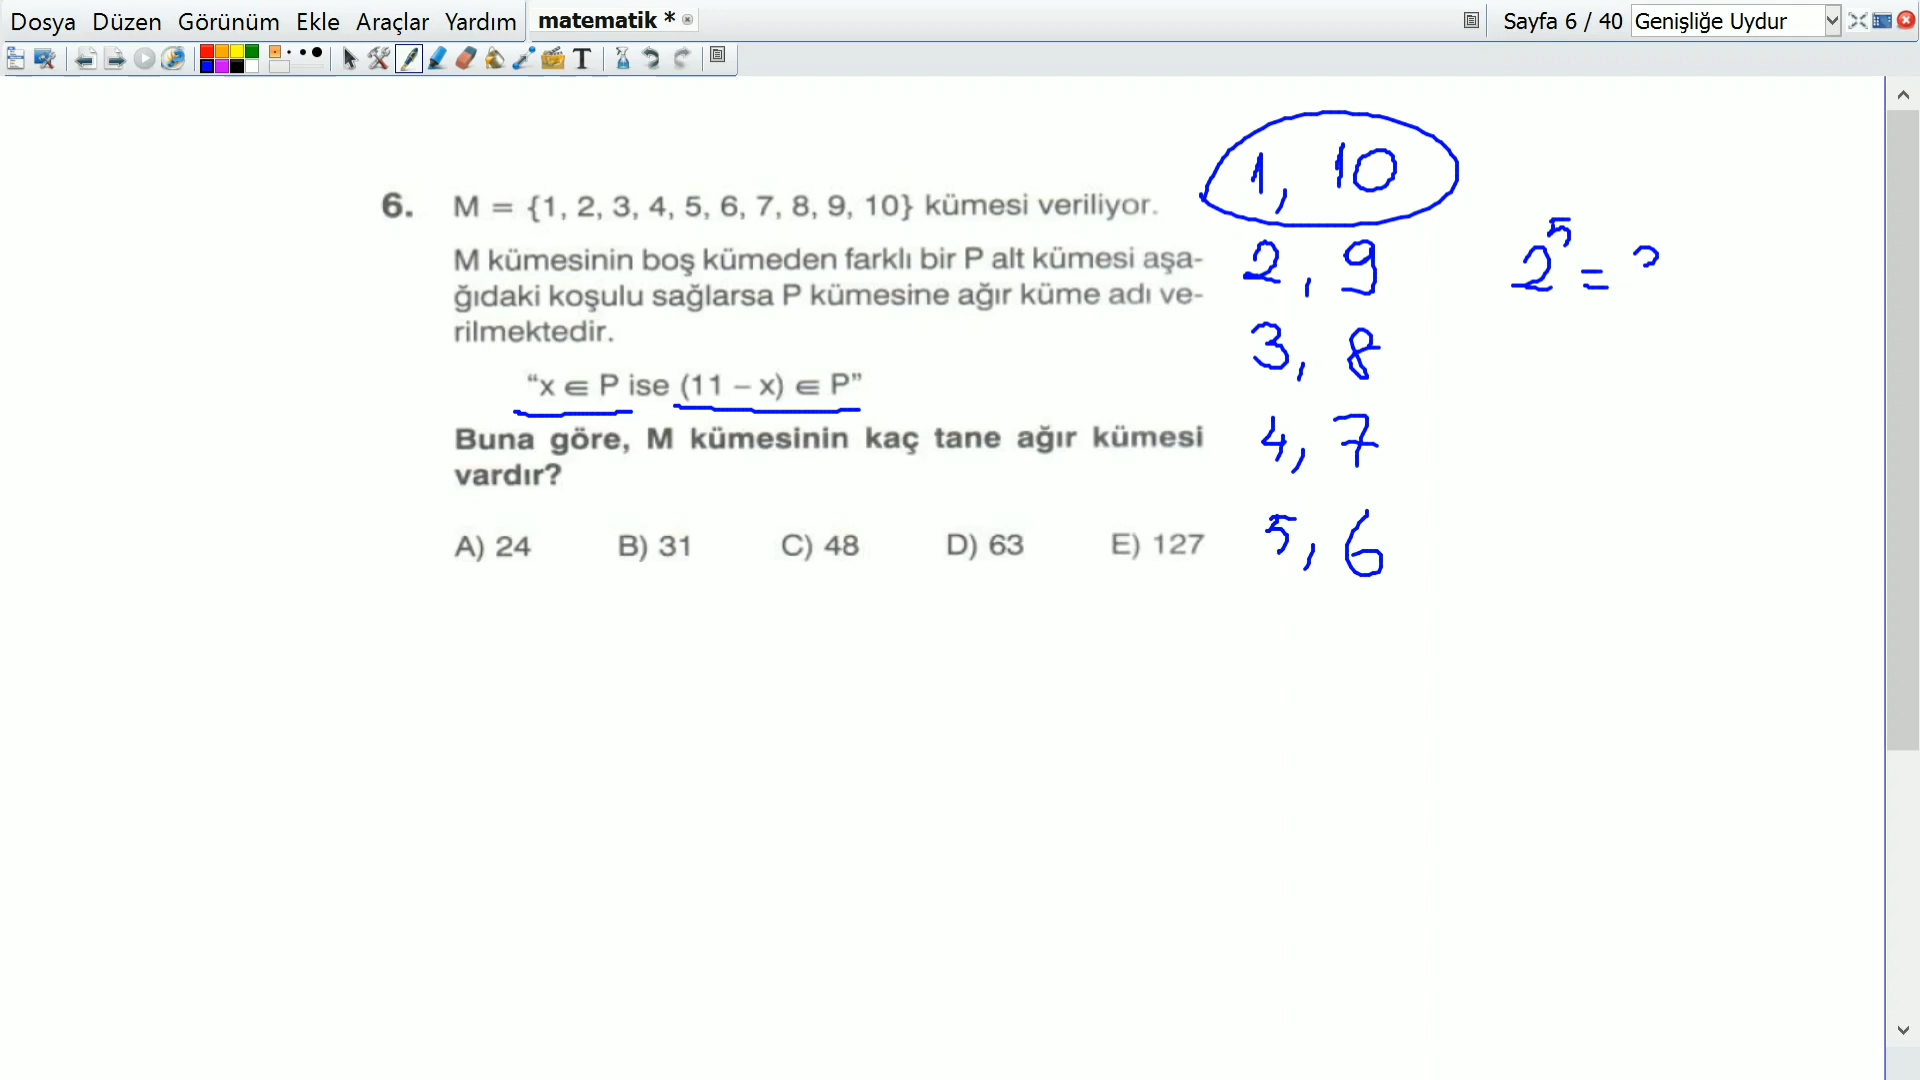 Dosya Düzen Görünüm Ekle Araçlar Yardım matematik * Sayfa 6 / 40 Genişliğe Uydur
T
6. M = {1, 2, 3, 4, 5, 6, 7, 8, 9, 10} kümesi veriliyor.
M kümesinin boş kümeden farklı bir P alt kümesi aşa-
ğıdaki koşulu sağlarsa P kümesine ağır küme adı ve-
rilmektedir.
“x ∈ P ise (11 – x) ∈ P”
Buna göre, M kümesinin kaç tane ağır kümesi
vardır?
A) 24 B) 31 C) 48 D) 63 E) 127
1, 10
2, 9
3, 8
4, 7
5, 6
2⁵ =